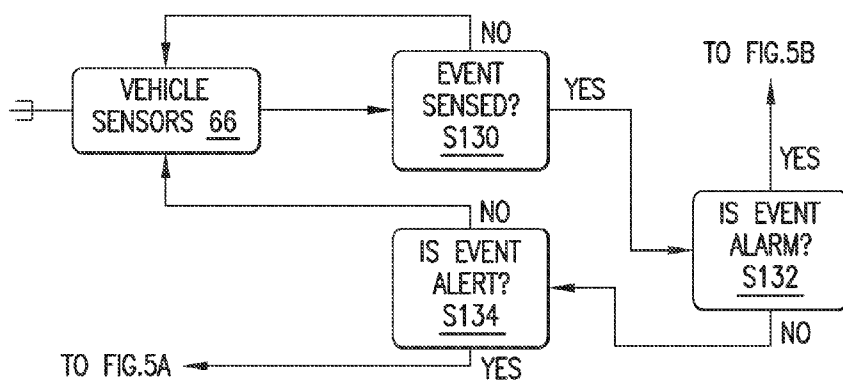 NO
VEHICLE
SENSORS 66
EVENT
SENSED?
S130
YES
TO FIG.5B
YES
IS EVENT
ALARM?
S132
NO
NO
IS EVENT
ALERT?
S134
YES
TO FIG.5A